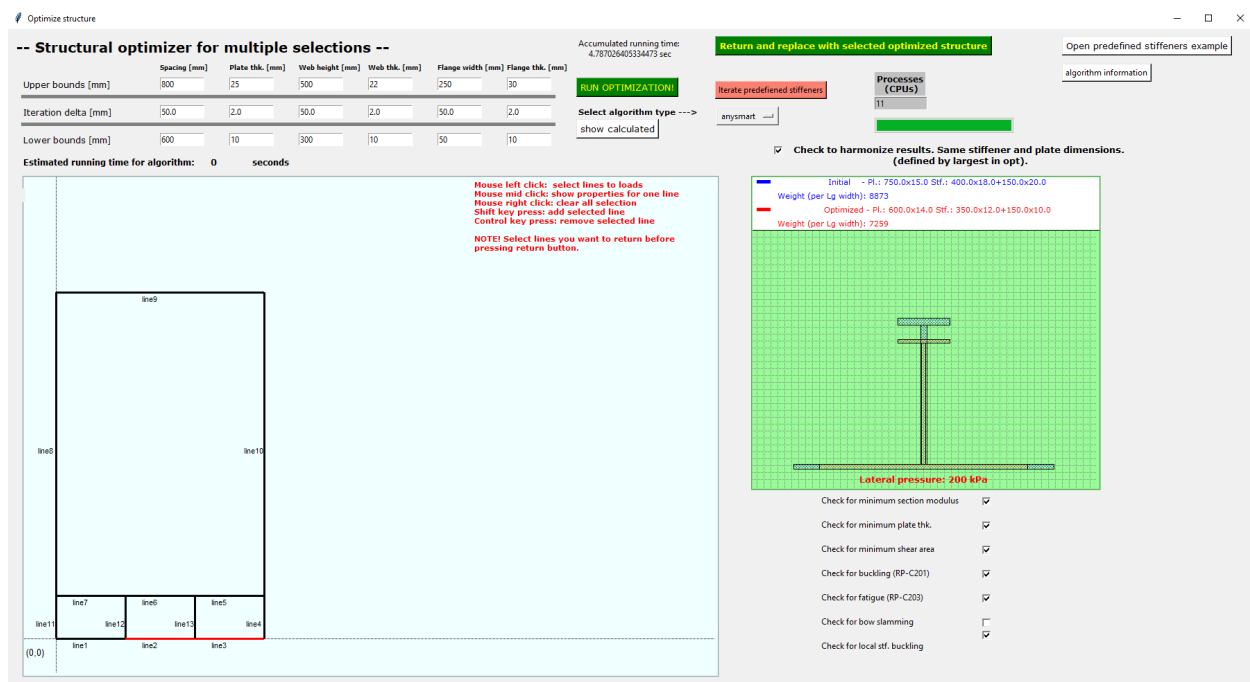 Optimize structure
-- Structural optimizer for multiple selections --
Accumulated running time:
4.787026405334473 sec
Return and replace with selected optimized structure
Open predefined stiffeners example
Spacing [mm] Plate thk. [mm] Web height [mm] Web thk. [mm] Flange width [mm] Flange thk. [mm]
Upper bounds [mm] 800 25 500 22 250 30
RUN OPTIMIZATION!
Iterate predefiened stiffeners
Processes
(CPUs)
11
algorithm information
Iteration delta [mm] 50.0 2.0 50.0 2.0 50.0 2.0
Select algorithm type --->
anysmart
show calculated
Lower bounds [mm] 600 10 300 10 50 10
Check to harmonize results. Same stiffener and plate dimensions.
(defined by largest in opt).
Estimated running time for algorithm: 0 seconds
Mouse left click: select lines to loads
Mouse mid click: show properties for one line
Mouse right click: clear all selection
Shift key press: add selected line
Control key press: remove selected line
NOTE! Select lines you want to return before
pressing return button.
line9
line8
line10
line7
line6
line5
line11
line12
line13
line4
line1
line2
line3
(0,0)
Initial - Pl.: 750.0x15.0 Stf.: 400.0x18.0+150.0x20.0
Weight (per Lg width): 8873
Optimized - Pl.: 600.0x14.0 Stf.: 350.0x12.0+150.0x10.0
Weight (per Lg width): 7259
Lateral pressure: 200 kPa
Check for minimum section modulus
Check for minimum plate thk.
Check for minimum shear area
Check for buckling (RP-C201)
Check for fatigue (RP-C203)
Check for bow slamming
Check for local stf. buckling